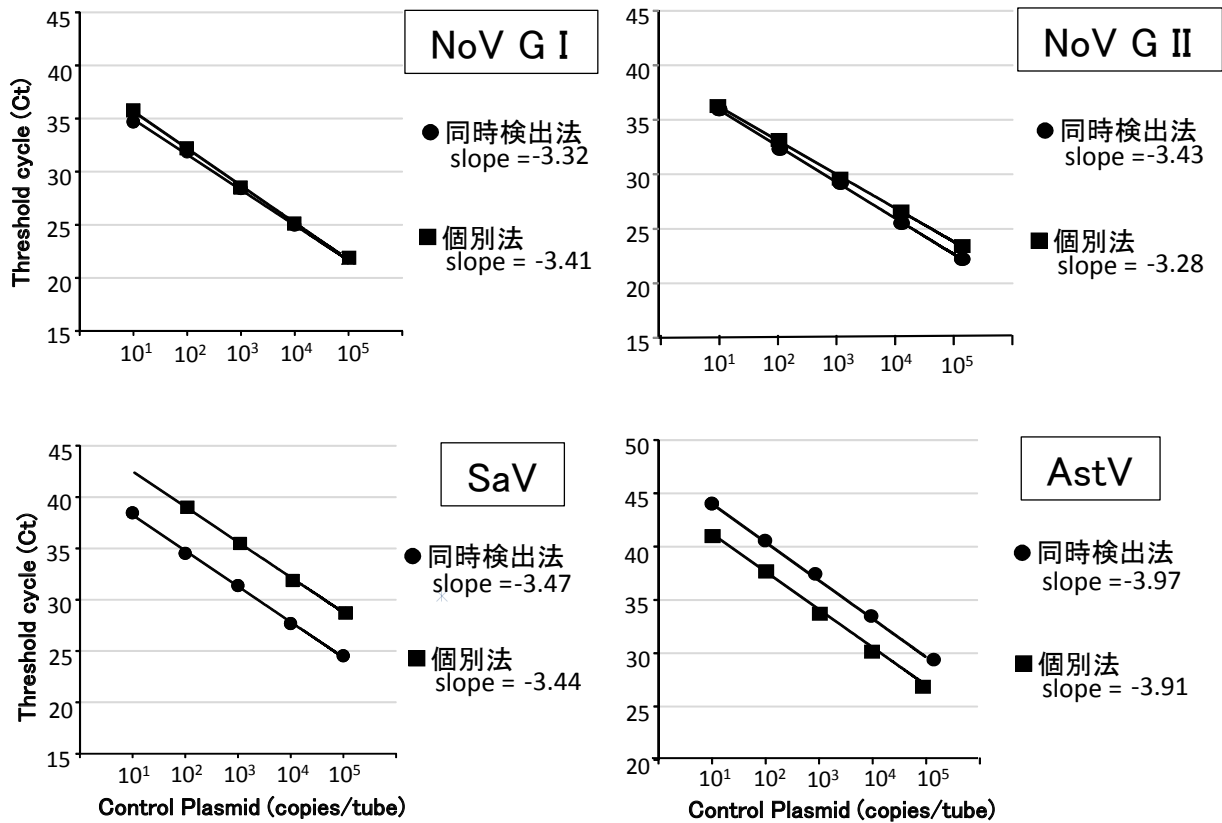 NoV G I
45
40
35
30
25
20
15
Threshold cycle (Ct)
10¹ 10² 10³ 10⁴ 10⁵
同時検出法
slope =-3.32
個別法
slope = -3.41
NoV G II
45
40
35
30
25
20
15
10¹ 10² 10³ 10⁴ 10⁵
同時検出法
slope =-3.43
個別法
slope = -3.28
SaV
45
40
35
30
25
20
15
Threshold cycle (Ct)
10¹ 10² 10³ 10⁴ 10⁵
Control Plasmid (copies/tube)
同時検出法
slope =-3.47
個別法
slope = -3.44
AstV
50
45
40
35
30
25
20
10¹ 10² 10³ 10⁴ 10⁵
Control Plasmid (copies/tube)
同時検出法
slope =-3.97
個別法
slope = -3.91